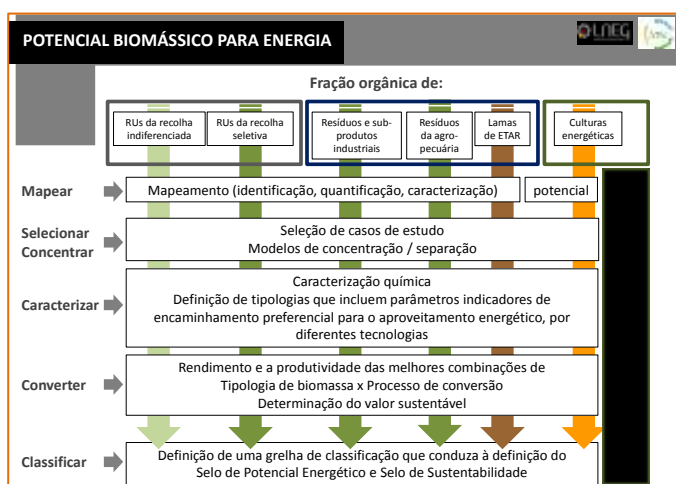 POTENCIAL BIOMÁSSICO PARA ENERGIA
LNEG
Fração orgânica de:
RUs da recolha
indiferenciada
RUs da recolha
seletiva
Resíduos e sub-
produtos
industriais
Resíduos
da agro-
pecuária
Lamas
de ETAR
Culturas
energéticas
Mapear
Mapeamento (identificação, quantificação, caracterização)
potencial
Selecionar
Concentrar
Seleção de casos de estudo
Modelos de concentração / separação
Caracterizar
Caracterização química
Definição de tipologias que incluem parâmetros indicadores de
encaminhamento preferencial para o aproveitamento energético, por
diferentes tecnologias
Converter
Rendimento e a produtividade das melhores combinações de
Tipologia de biomassa x Processo de conversão
Determinação do valor sustentável
Classificar
Definição de uma grelha de classificação que conduza à definição do
Selo de Potencial Energético e Selo de Sustentabilidade